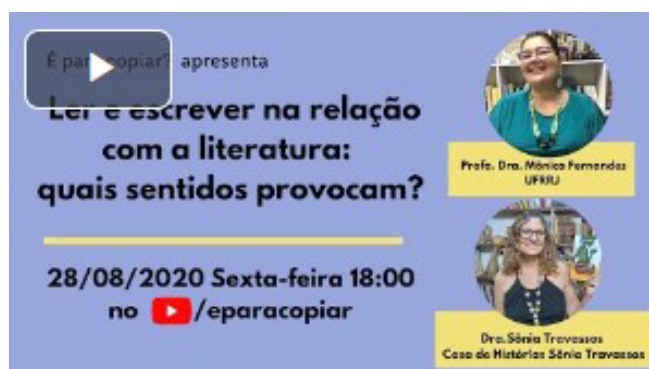 É para copiar? apresenta
Ler e escrever na relação
com a literatura:
quais sentidos provocam?
28/08/2020 Sexta-feira 18:00
no /eparacopiar
Profa. Dra. Mônica Fernandes
UFRRJ
Dra. Sônia Travassos
Casa de Histórias Sônia Travassos